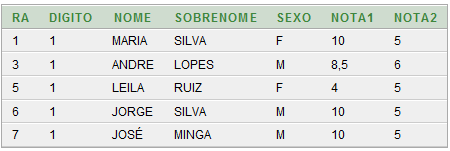 RA DIGITO NOME SOBRENOME SEXO NOTA1 NOTA2
1 1 MARIA SILVA F 10 5
3 1 ANDRE LOPES M 8,5 6
5 1 LEILA RUIZ F 4 5
6 1 JORGE SILVA M 10 5
7 1 JOSÉ MINGA M 10 5